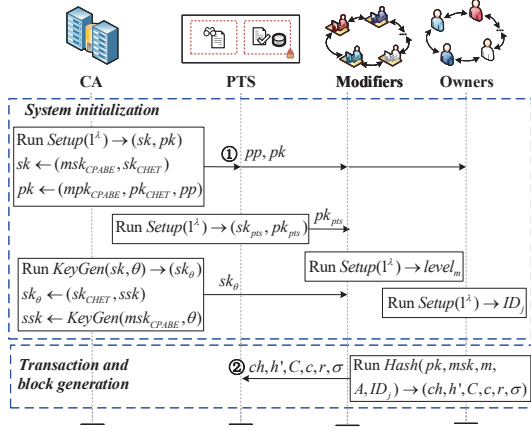 CA PTS Modifiers Owners
System initialization
Run Setup(1^λ) → (sk, pk)
sk ← (msk_CPABE, sk_CHET)
pk ← (mpk_CPABE, pk_CHET, pp)
① pp, pk
Run Setup(1^λ) → (sk_pts, pk_pts)
pk_pts
Run KeyGen(sk, θ) → (sk_θ)
sk_θ ← (sk_CHET, ssk)
ssk ← KeyGen(msk_CPABE, θ)
sk_θ
Run Setup(1^λ) → level_m
Run Setup(1^λ) → ID_j
Transaction and
block generation
② ch, h', C, c, r, σ
Run Hash(pk, msk, m,
A, ID_j) → (ch, h', C, c, r, σ)